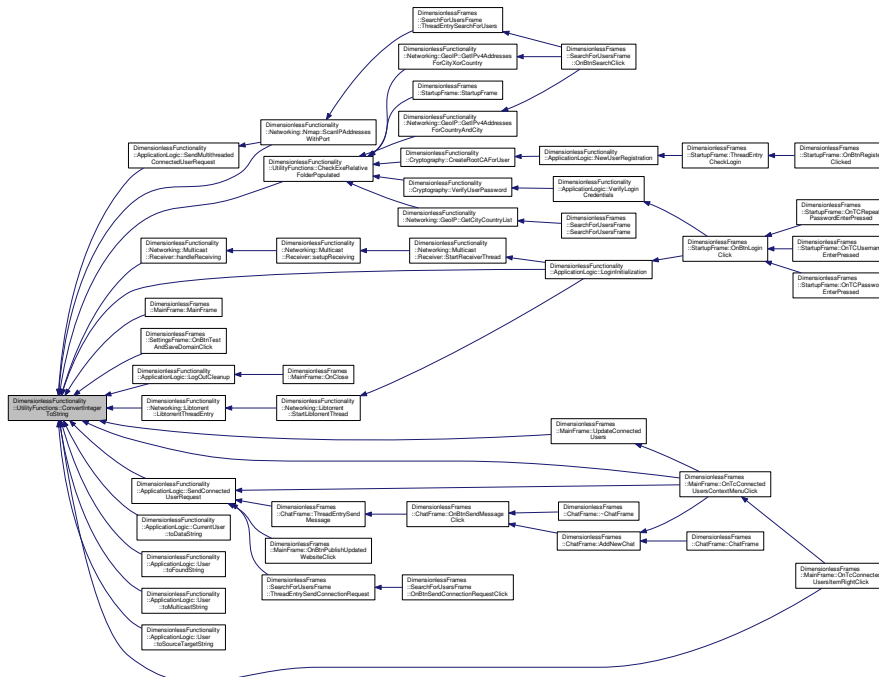 DimensionlessFrames
::SearchForUsersFrame
::ThreadEntrySearchForUsers
DimensionlessFunctionality
::Networking::GeoIP::GetIPv4Addresses
ForCityXorCountry
DimensionlessFrames
::SearchForUsersFrame
::OnBtnSearchClick
DimensionlessFrames
::StartupFrame::StartupFrame
DimensionlessFunctionality
::Networking::GeoIP::GetIPv4Addresses
ForCountryAndCity
DimensionlessFunctionality
::Networking::Nmap::ScanIPAddresses
WithPort
DimensionlessFunctionality
::ApplicationLogic::SendMultithreaded
ConnectedUserRequest
DimensionlessFunctionality
::UtilityFunctions::CheckExeRelative
FolderPopulated
DimensionlessFunctionality
::Cryptography::CreateRootCAForUser
DimensionlessFunctionality
::ApplicationLogic::NewUserRegistration
DimensionlessFrames
::StartupFrame::ThreadEntry
CheckLogin
DimensionlessFrames
::StartupFrame::OnBtnRegiste
Clicked
DimensionlessFunctionality
::Cryptography::VerifyUserPassword
DimensionlessFunctionality
::ApplicationLogic::VerifyLogin
Credentials
DimensionlessFunctionality
::Networking::GeoIP::GetCityCountryList
DimensionlessFrames
::SearchForUsersFrame
::SearchForUsersFrame
DimensionlessFrames
::StartupFrame::OnTCRepeat
PasswordEnterPressed
DimensionlessFrames
::StartupFrame::OnBtnLogin
Click
DimensionlessFrames
::StartupFrame::OnTCUsernam
EnterPressed
DimensionlessFrames
::StartupFrame::OnTCPasswo
EnterPressed
DimensionlessFunctionality
::Networking::Multicast
Receiver::handleReceiving
DimensionlessFunctionality
::Networking::Multicast
Receiver::setupReceiving
DimensionlessFunctionality
::Networking::Multicast
Receiver::StartReceiverThread
DimensionlessFunctionality
::ApplicationLogic::LoginInitialization
DimensionlessFrames
::MainFrame::MainFrame
DimensionlessFrames
::SettingsFrame::OnBtnTest
AndSaveDomainClick
DimensionlessFunctionality
::ApplicationLogic::LogOutCleanup
DimensionlessFrames
::MainFrame::OnClose
DimensionlessFunctionality
::UtilityFunctions::ConvertInteger
ToString
DimensionlessFunctionality
::Networking::Libtorrent
::LibtorrentThreadEntry
DimensionlessFunctionality
::Networking::Libtorrent
::StartLibtorrentThread
DimensionlessFrames
::MainFrame::UpdateConnected
Users
DimensionlessFrames
::MainFrame::OnTcConnected
UsersContextMenuClick
DimensionlessFunctionality
::ApplicationLogic::SendConnected
UserRequest
DimensionlessFrames
::ChatFrame::ThreadEntrySend
Message
DimensionlessFrames
::ChatFrame::OnBtnSendMessage
Click
DimensionlessFrames
::ChatFrame::~ChatFrame
DimensionlessFunctionality
::ApplicationLogic::CurrentUser
::toDataString
DimensionlessFrames
::MainFrame::OnBtnPublishUpdated
WebsiteClick
DimensionlessFrames
::ChatFrame::AddNewChat
DimensionlessFrames
::ChatFrame::ChatFrame
DimensionlessFunctionality
::ApplicationLogic::User
::toFoundString
DimensionlessFrames
::SearchForUsersFrame
::ThreadEntrySendConnectionRequest
DimensionlessFrames
::SearchForUsersFrame
::OnBtnSendConnectionRequestClick
DimensionlessFrames
::MainFrame::OnTcConnected
UsersItemRightClick
DimensionlessFunctionality
::ApplicationLogic::User
::toMulticastString
DimensionlessFunctionality
::ApplicationLogic::User
::toSourceTargetString